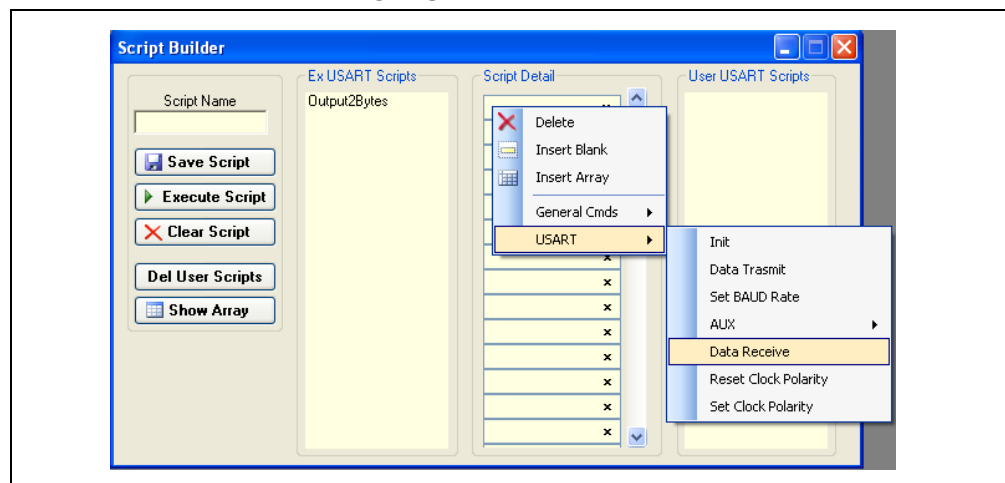 Script Builder
Script Name
Save Script
Execute Script
Clear Script
Del User Scripts
Show Array
Ex USART Scripts
Output2Bytes
Script Detail
Delete
Insert Blank
Insert Array
General Cmds
USART
User USART Scripts
Init
Data Trasmit
Set BAUD Rate
AUX
Data Receive
Reset Clock Polarity
Set Clock Polarity